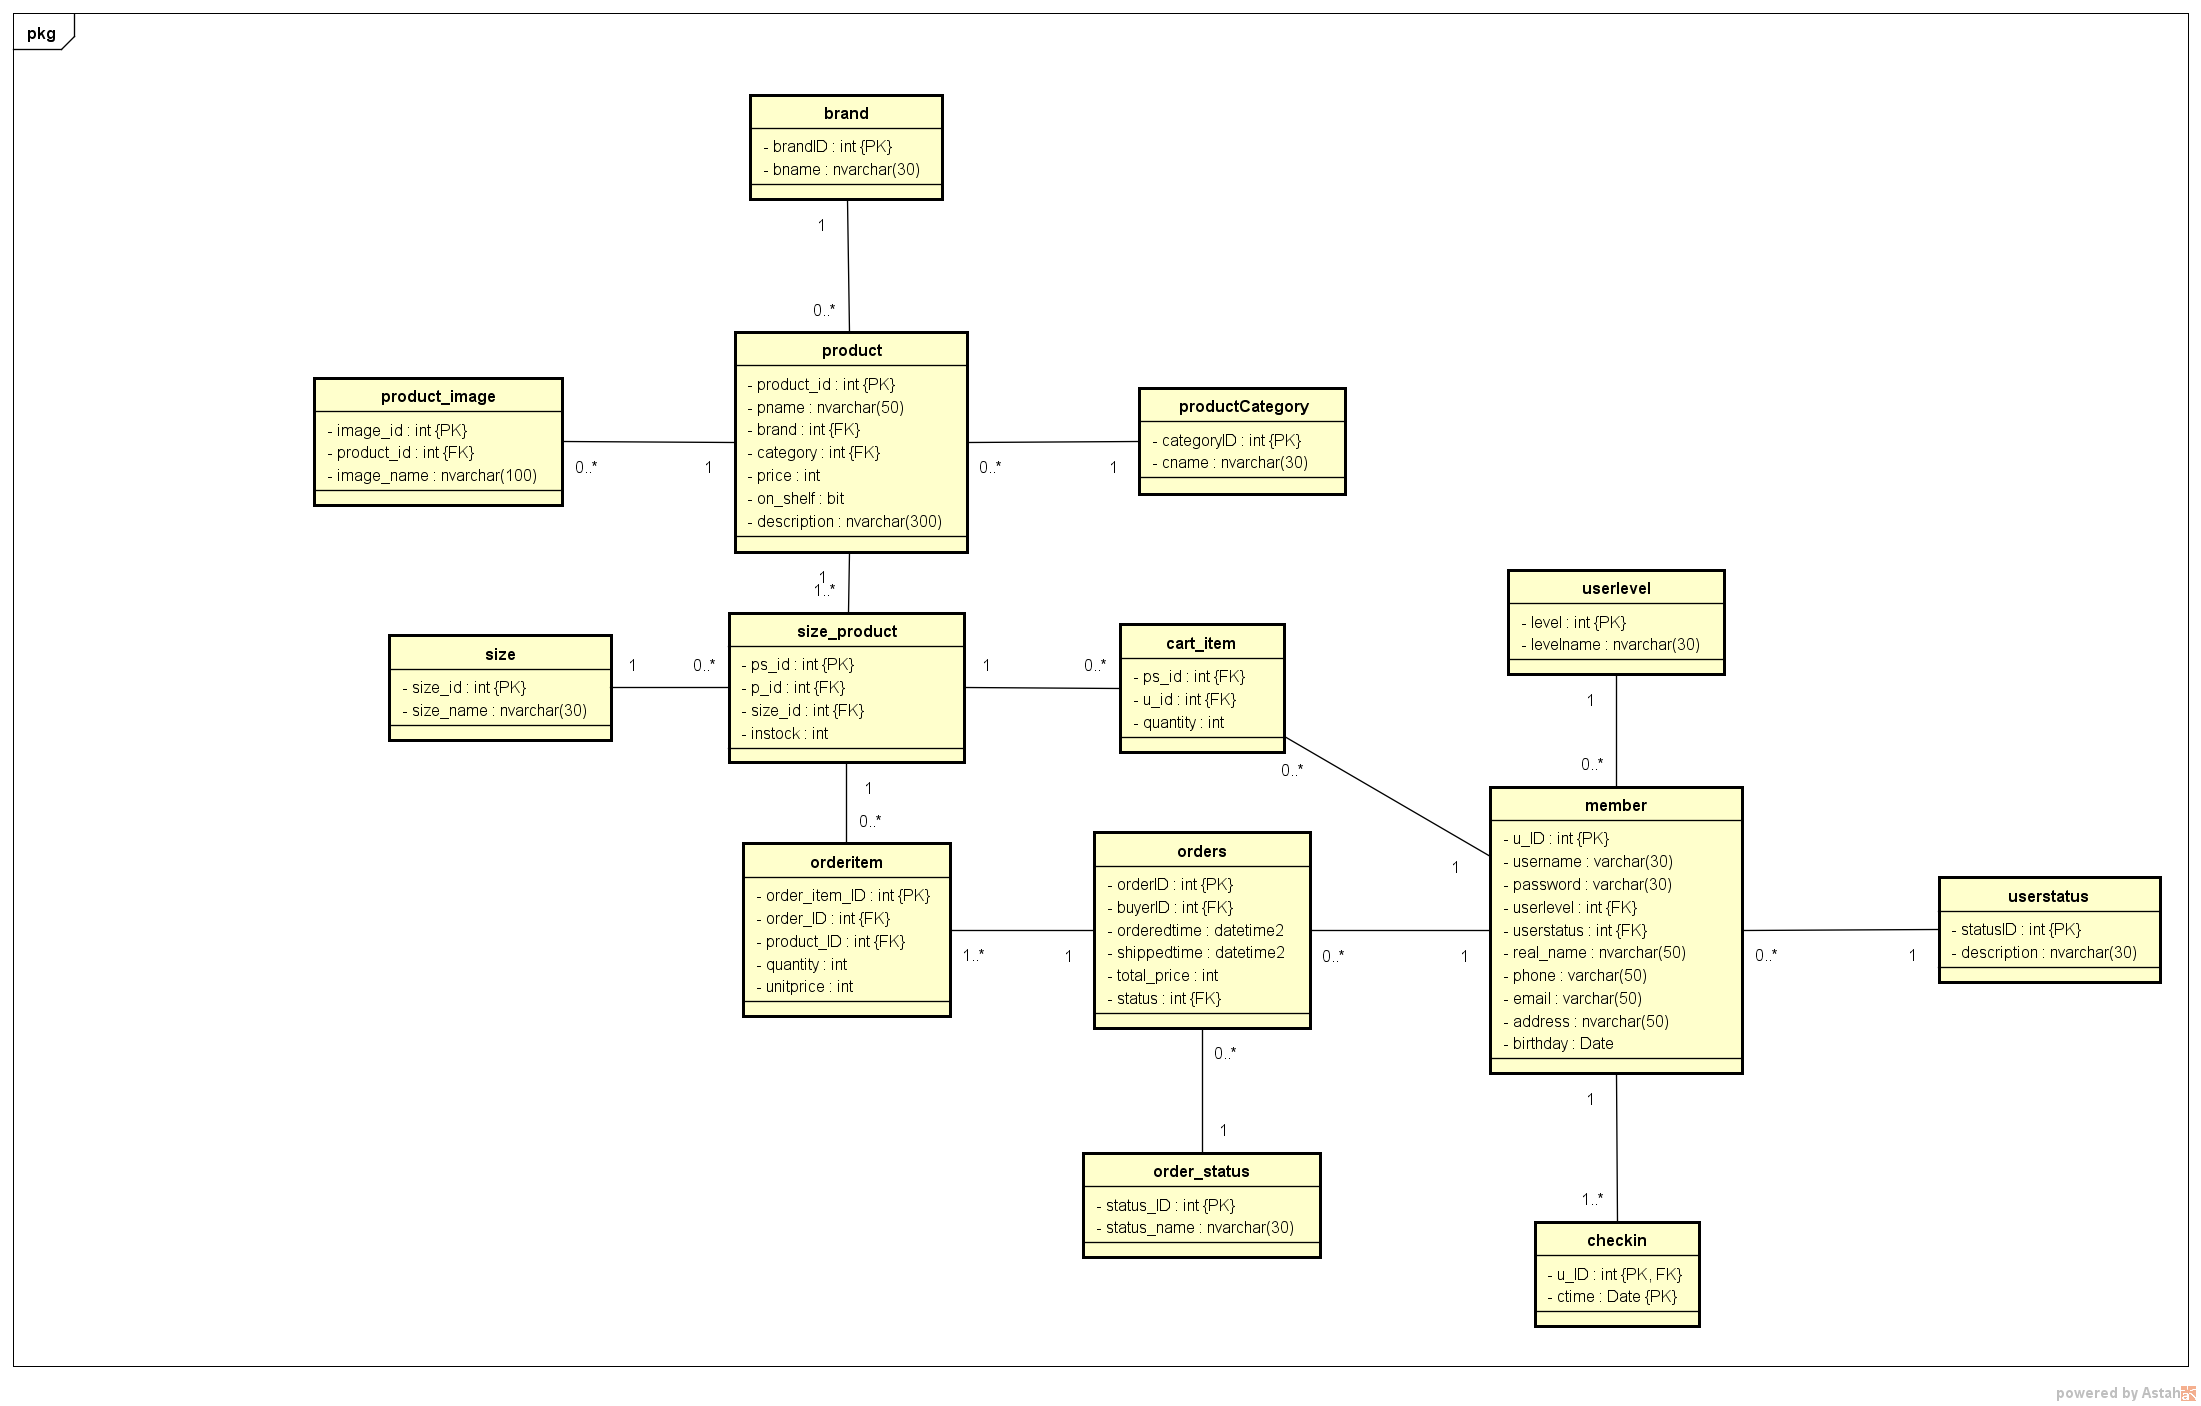 pkg
brand
- brandID : int {PK}
- bname : nvarchar(30)
1
0..*
product
- product_id : int {PK}
- pname : nvarchar(50)
- brand : int {FK}
- category : int {FK}
- price : int
- on_shelf : bit
- description : nvarchar(300)
product_image
- image_id : int {PK}
- product_id : int {FK}
- image_name : nvarchar(100)
0..*
1
0..*
1
productCategory
- categoryID : int {PK}
- cname : nvarchar(30)
1
1..*
size
- size_id : int {PK}
- size_name : nvarchar(30)
1
0..*
size_product
- ps_id : int {PK}
- p_id : int {FK}
- size_id : int {FK}
- instock : int
1
0..*
cart_item
- ps_id : int {FK}
- u_id : int {FK}
- quantity : int
0..*
1
userlevel
- level : int {PK}
- levelname : nvarchar(30)
1
0..*
1
0..*
orderitem
- order_item_ID : int {PK}
- order_ID : int {FK}
- product_ID : int {FK}
- quantity : int
- unitprice : int
1..*
1
orders
- orderID : int {PK}
- buyerID : int {FK}
- orderedtime : datetime2
- shippedtime : datetime2
- total_price : int
- status : int {FK}
0..*
1
member
- u_ID : int {PK}
- username : varchar(30)
- password : varchar(30)
- userlevel : int {FK}
- userstatus : int {FK}
- real_name : nvarchar(50)
- phone : varchar(50)
- email : varchar(50)
- address : nvarchar(50)
- birthday : Date
0..*
1
userstatus
- statusID : int {PK}
- description : nvarchar(30)
0..*
1
order_status
- status_ID : int {PK}
- status_name : nvarchar(30)
1
1..*
checkin
- u_ID : int {PK, FK}
- ctime : Date {PK}
powered by Astah